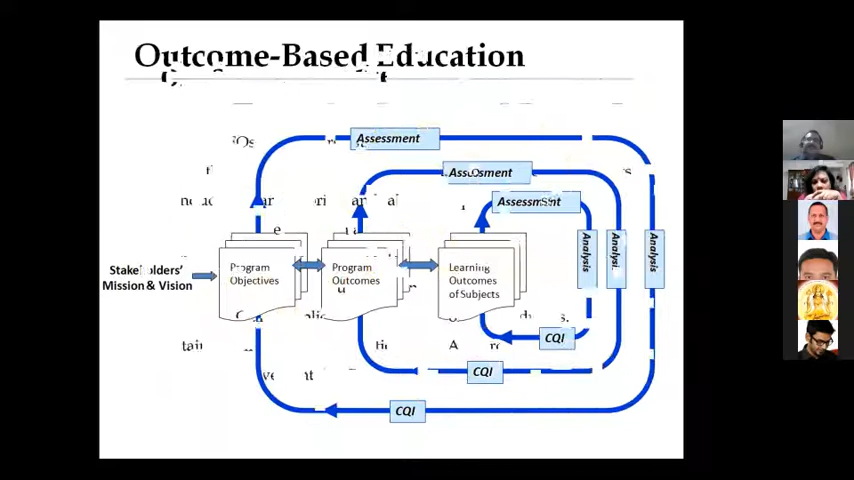 Outcome-Based Education
Assessment
Assessment
Assessment
Analysis
Analysis
Analysis
Stakeholders'
Mission & Vision
Program
Objectives
Program
Outcomes
Learning
Outcomes
of Subjects
CQI
CQI
CQI